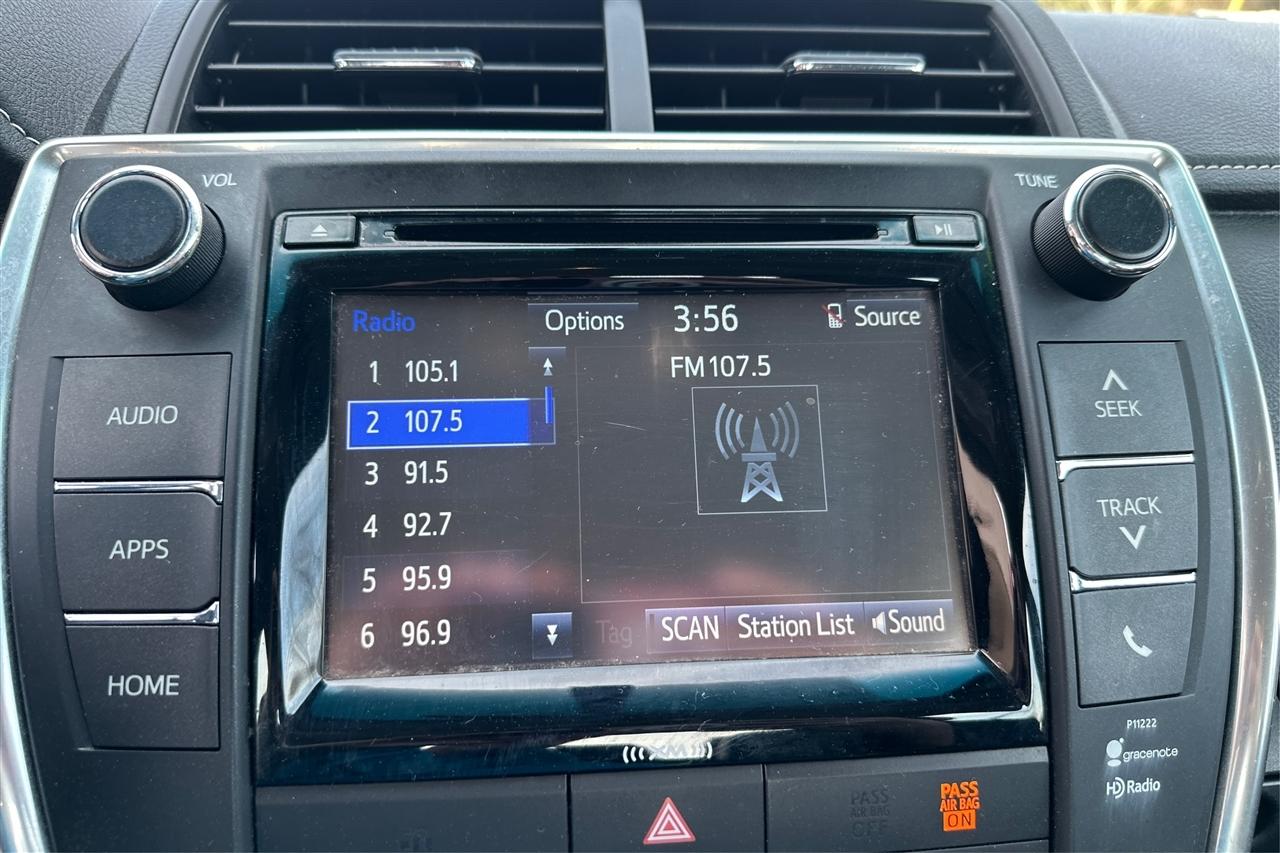 VOL
TUNE
Radio
Options
3:56
Source
1 105.1
2 107.5
3 91.5
4 92.7
5 95.9
6 96.9
FM 107.5
Tag
SCAN
Station List
Sound
AUDIO
APPS
HOME
SEEK
TRACK
P11222
gracenote
HD Radio
XM
PASS
AIR BAG
OFF
PASS
AIR BAG
ON